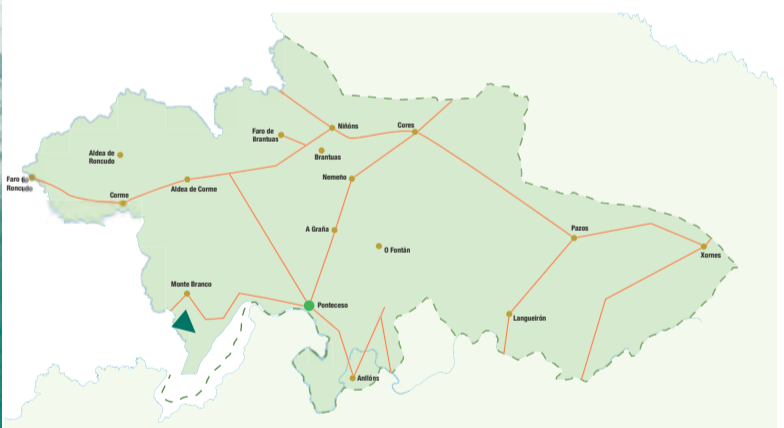 Niñóns
Cores
Faro de
Brantuas
Brantuas
Aldea de
Roncudo
Nemeño
Faro de
Roncudo
Aldea de Corme
Corme
A Graña
Pazos
O Fontán
Xornes
Monte Branco
Ponteceso
Langueirón
Anllóns